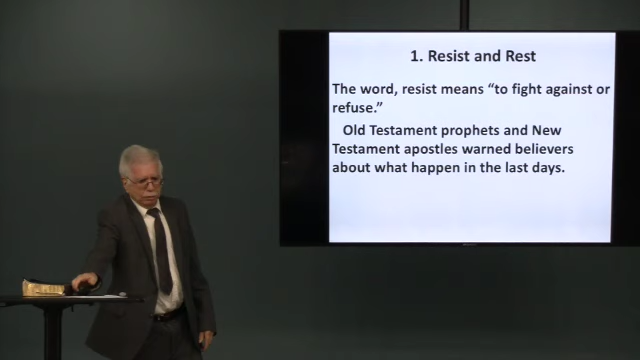 1. Resist and Rest
The word, resist means “to fight against or
refuse.”
Old Testament prophets and New
Testament apostles warned believers
about what happen in the last days.